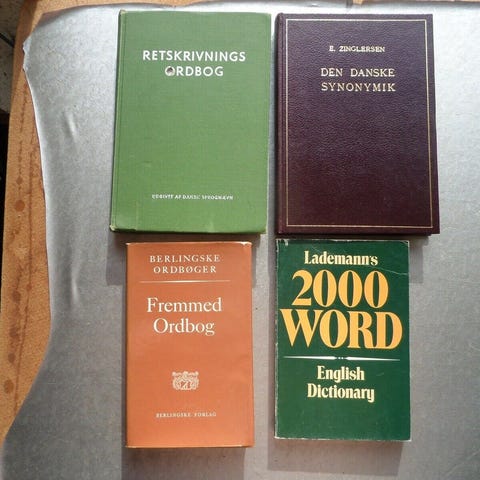 RETSKRIVNINGS
ORDBOG
UDGIVET AF DANSK SPROGNÆVN
E. ZINGLERSEN
DEN DANSKE
SYNONYMIK
BERLINGSKE
ORDBØGER
Fremmed
Ordbog
BERLINGSKE FORLAG
Lademann's
2000
WORD
English
Dictionary